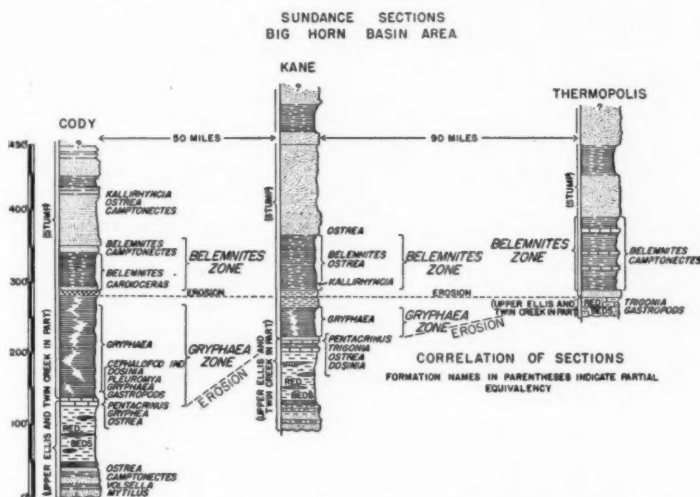 SUNDANCE SECTIONS
BIG HORN BASIN AREA
KANE
THERMOPOLIS
CODY
?
?
?
50 MILES
90 MILES
400
300
200
100
(STUMP)
(UPPER ELLIS AND TWIN CREEK IN PART)
KALLIRHYNCIA
OSTREA
CAMPTONECTES
BELEMNITES
CAMPTONECTES
BELEMNITES
CARDIOCERAS
BELEMNITES
ZONE
EROSION
GRYPHAEA
CEPHALOPOD IND
DOSINIA
PLEUROMYA
GRYPHAEA
GASTROPODS
PENTACRINUS
GRYPHEA
OSTREA
GRYPHAEA
ZONE
EROSION
RED
BEDS
OSTREA
CAMPTONECTES
VOLSELLA
MYTILUS
(STUMP)
(UPPER ELLIS AND
TWIN CREEK IN PART)
OSTREA
BELEMNITES
OSTREA
KALLIRHYNCIA
BELEMNITES
ZONE
EROSION
GRYPHAEA
PENTACRINUS
TRIGONIA
OSTREA
DOSINIA
GRYPHAEA
ZONE
EROSION
RED
BEDS
(STUMP)
BELEMNITES
ZONE
BELEMNITES
CAMPTONECTES
(UPPER ELLIS AND
TWIN CREEK IN PART)
RED
BEDS
TRIGONIA
GASTROPODS
CORRELATION OF SECTIONS
FORMATION NAMES IN PARENTHESES INDICATE PARTIAL
EQUIVALENCY